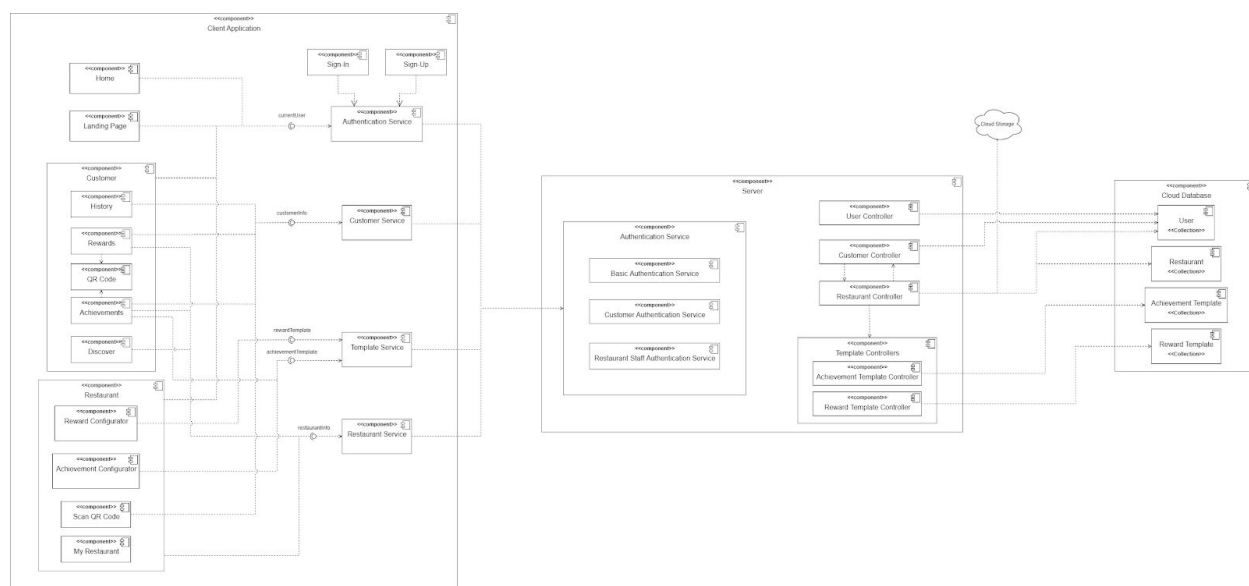 <<component>>
Client Application
<<component>>
Home
<<component>>
Landing Page
<<component>>
Sign-In
<<component>>
Sign-Up
currentUser
<<component>>
Authentication Service
<<component>>
Customer
<<component>>
History
<<component>>
Rewards
<<component>>
QR Code
<<component>>
Achievements
<<component>>
Discover
customerInfo
<<component>>
Customer Service
rewardTemplate
achievementTemplate
<<component>>
Template Service
<<component>>
Restaurant
<<component>>
Reward Configurator
<<component>>
Achievement Configurator
<<component>>
Scan QR Code
<<component>>
My Restaurant
restaurantInfo
<<component>>
Restaurant Service
<<component>>
Server
<<component>>
Authentication Service
<<component>>
Basic Authentication Service
<<component>>
Customer Authentication Service
<<component>>
Restaurant Staff Authentication Service
<<component>>
User Controller
<<component>>
Customer Controller
<<component>>
Restaurant Controller
<<component>>
Template Controllers
<<component>>
Achievement Template Controller
<<component>>
Reward Template Controller
Cloud Storage
<<component>>
Cloud Database
<<component>>
User
<<Collection>>
<<component>>
Restaurant
<<Collection>>
<<component>>
Achievement Template
<<Collection>>
<<component>>
Reward Template
<<Collection>>